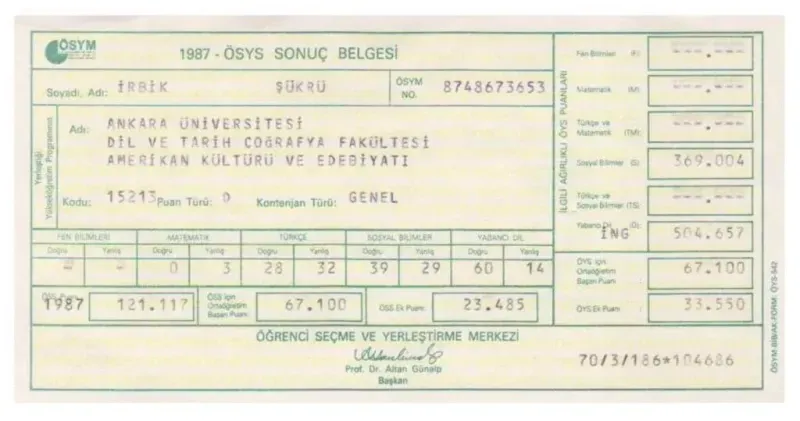 ÖSYM
1987 - ÖSYS SONUÇ BELGESİ
Soyadı, Adı: İRBİK ŞÜKRÜ ÖSYM NO. 8748673653
Yerleştiği Yükseköğretim Programının
Adı: ANKARA ÜNİVERSİTESİ
DİL VE TARİH COĞRAFYA FAKÜLTESİ
AMERİKAN KÜLTÜRÜ VE EDEBİYATI
Kodu: 15213 Puan Türü: D Kontenjan Türü: GENEL
FEN BİLİMLERİ MATEMATİK TÜRKÇE SOSYAL BİLİMLER YABANCI DİL
Doğru Yanlış Doğru Yanlış Doğru Yanlış Doğru Yanlış Doğru Yanlış
0 3 28 32 39 29 60 14
1987 121.117 ÖSS için Ortaöğretim Başarı Puanı: 67.100 ÖSS Ek Puanı: 23.485
İLGİLİ AĞIRLIKLI ÖYS PUANLARI
Fen Bilimleri (F): ---.---
Matematik (M): ---.---
Türkçe ve Matematik (TM): ---.---
Sosyal Bilimler (S): 369.004
Türkçe ve Sosyal Bilimler (TS): ---.---
Yabancı Dil (D): İNG 504.657
ÖYS için Ortaöğretim Başarı Puanı 67.100
ÖYS Ek Puanı 33.550
ÖĞRENCİ SEÇME VE YERLEŞTİRME MERKEZİ
Prof. Dr. Altan Günalp
Başkan
70/3/186*104686
ÖSYM-BİM/AK.FORM: ÖYS-542